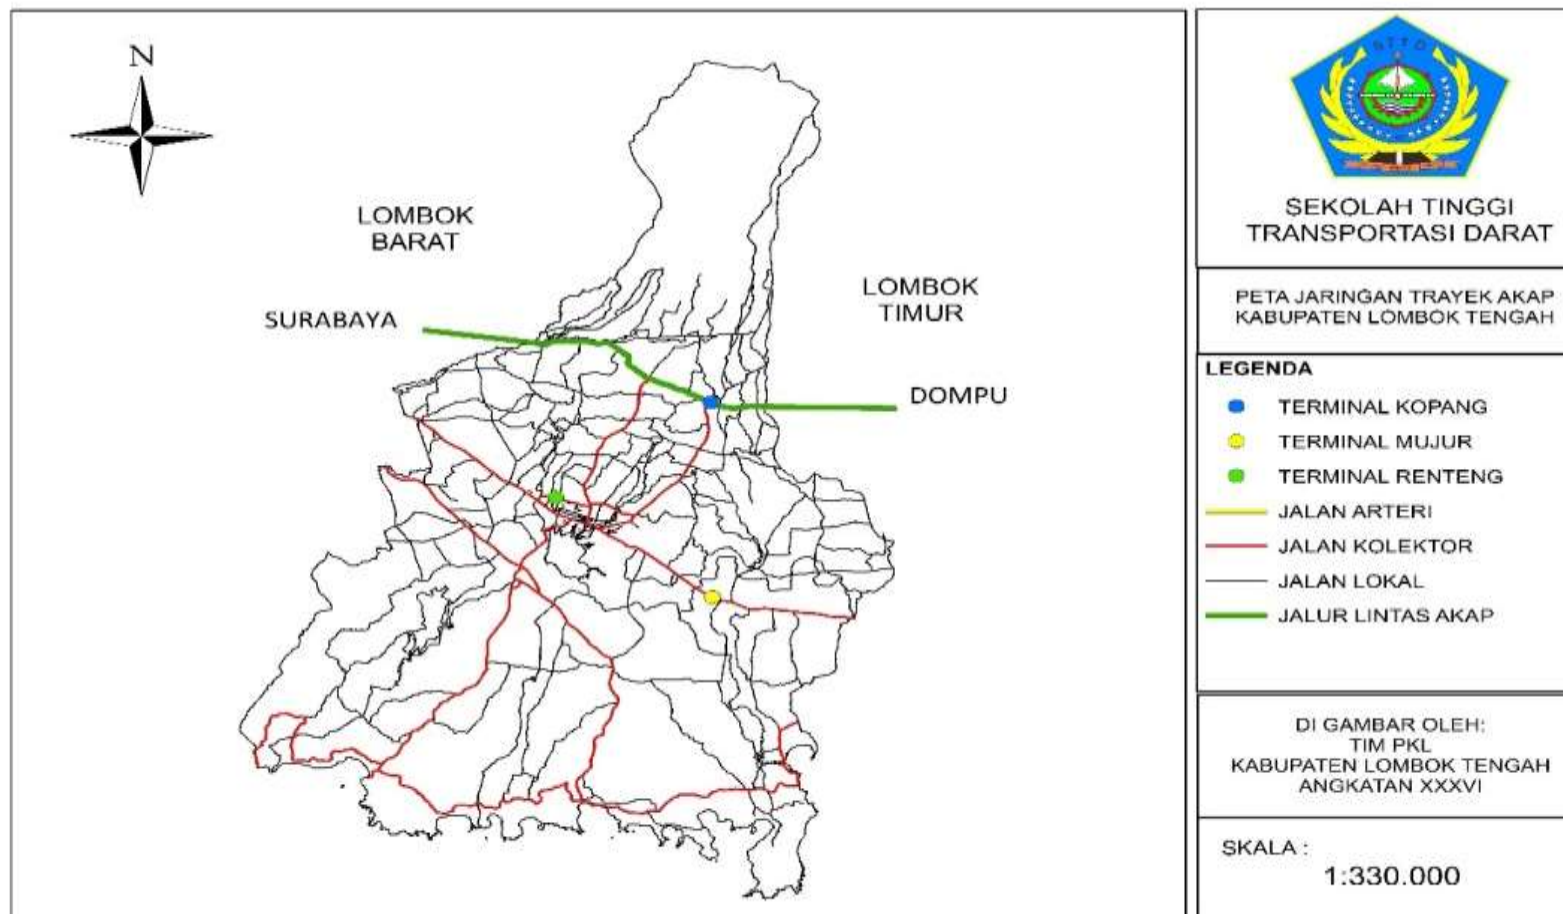 N
LOMBOK
BARAT
SURABAYA
LOMBOK
TIMUR
DOMPU
STTD
SEKOLAH TINGGI
TRANSPORTASI DARAT
PETA JARINGAN TRAYEK AKAP
KABUPATEN LOMBOK TENGAH
LEGENDA
TERMINAL KOPANG
TERMINAL MUJUR
TERMINAL RENTENG
JALAN ARTERI
JALAN KOLEKTOR
JALAN LOKAL
JALUR LINTAS AKAP
DI GAMBAR OLEH:
TIM PKL
KABUPATEN LOMBOK TENGAH
ANGKATAN XXXVI
SKALA :
1:330.000